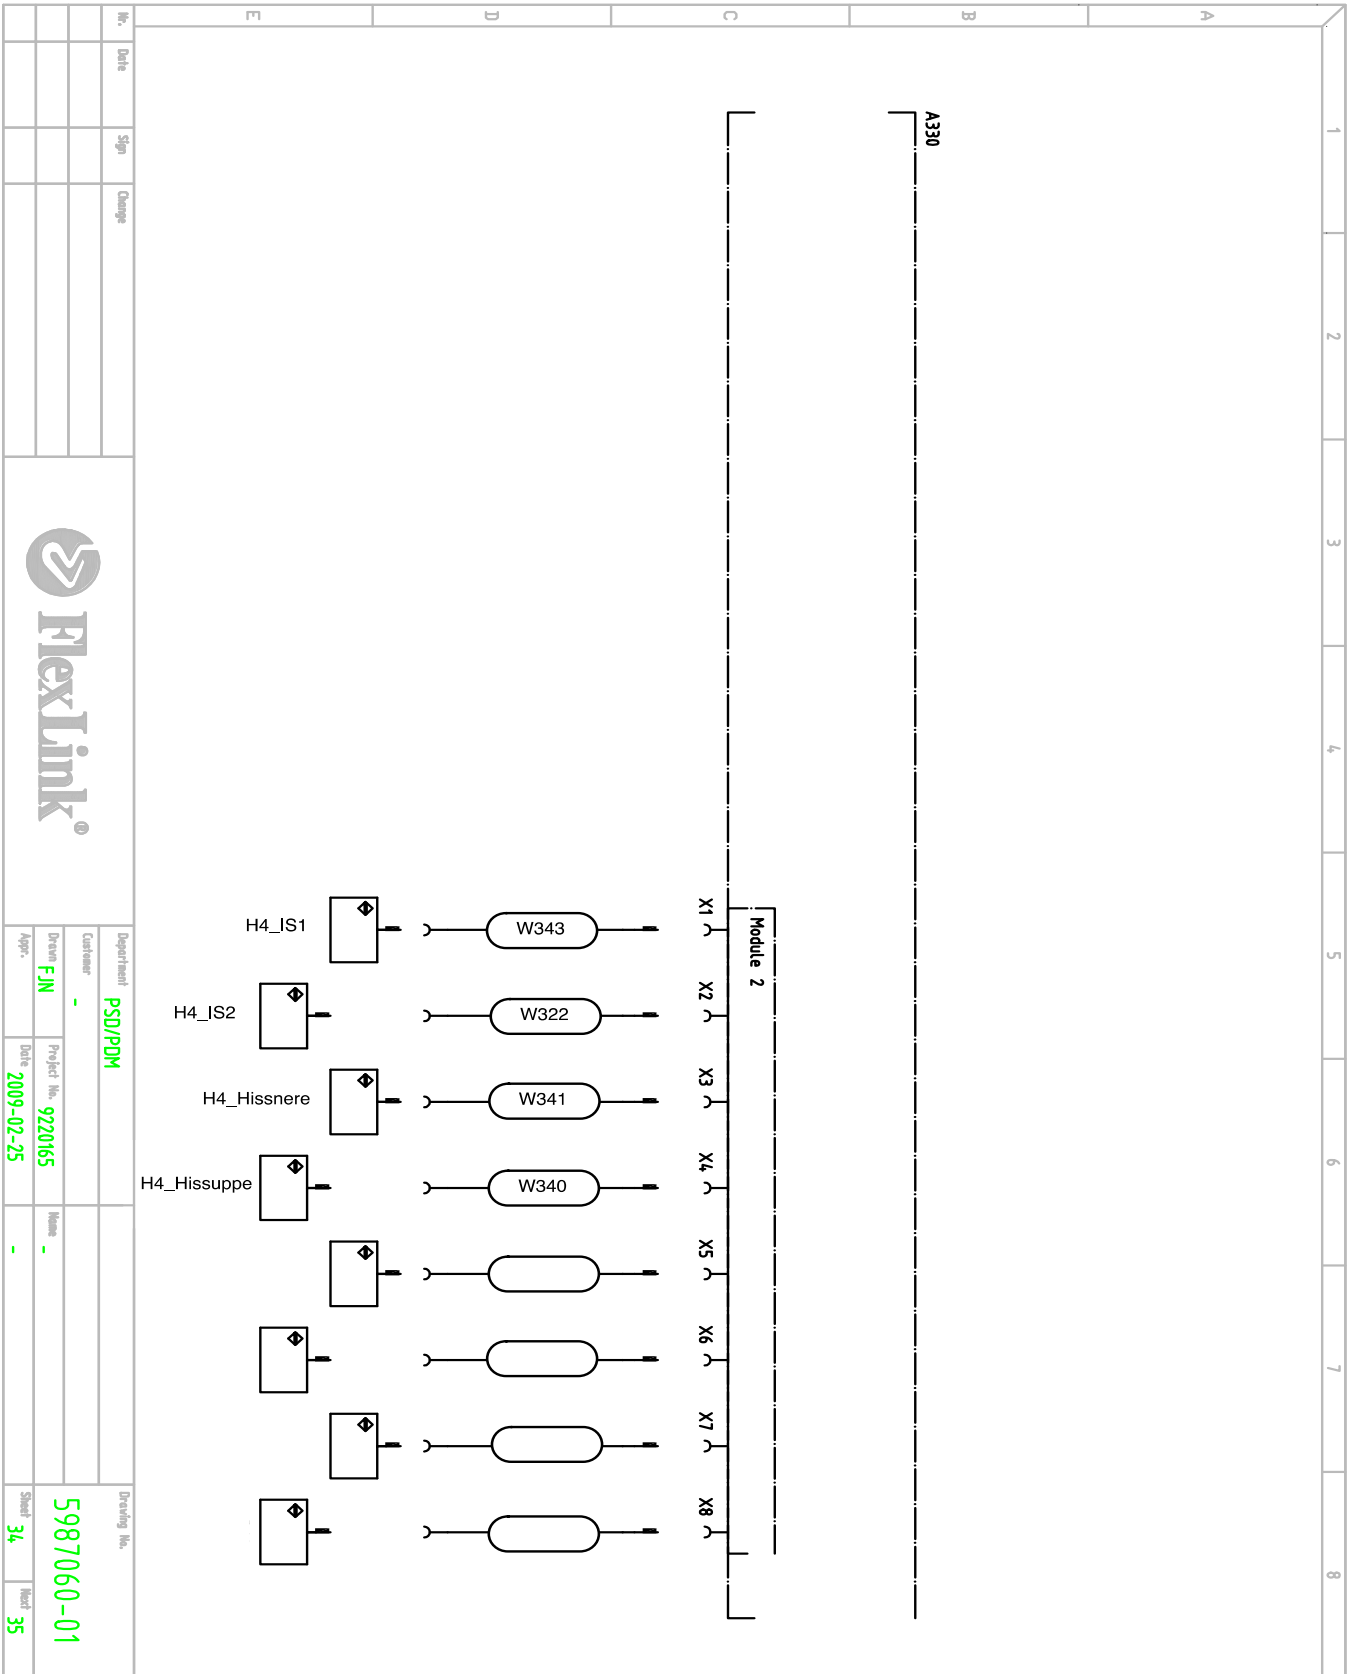 1 2 3 4 5 6 7 8
A
B
C
D
E
A330
Module 2
X1 X2 X3 X4 X5 X6 X7 X8
W343
W322
W341
W340
H4_IS1
H4_IS2
H4_Hissnere
H4_Hissuppe
Nr. Date Sign Change
FlexLink®
®
Department PSD/PDM
Customer -
Drawn FJN
Project No. 9220165
Appr.
Date 2009-02-25
Name -
-
Drawing No.
5987060-01
Sheet 34
Next 35